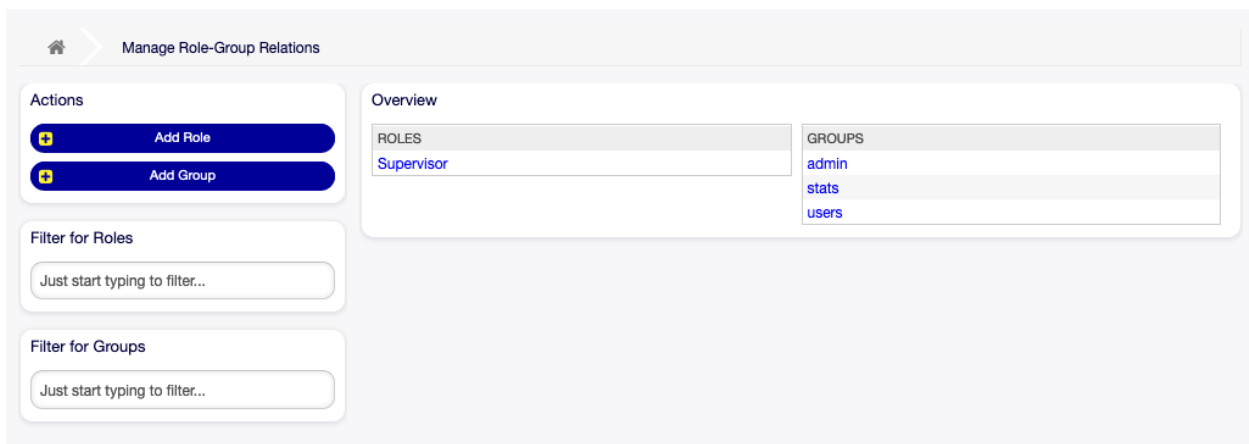 Manage Role-Group Relations
Actions
Add Role
Add Group
Filter for Roles
Just start typing to filter...
Filter for Groups
Just start typing to filter...
Overview
ROLES
Supervisor
GROUPS
admin
stats
users